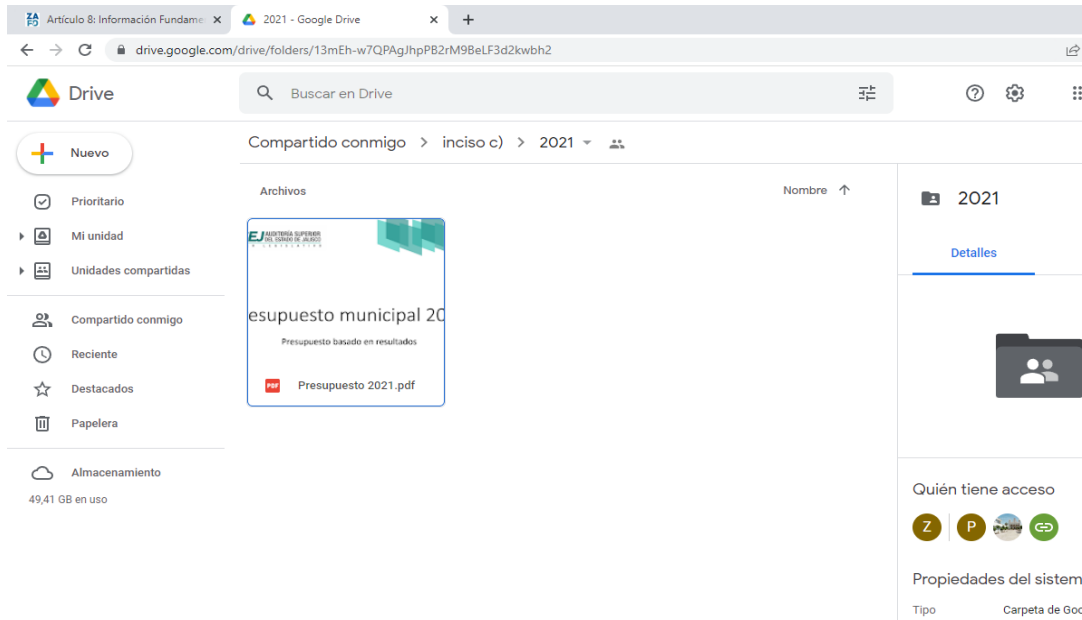 ZA
PO
Artículo 8: Información Fundame
2021 - Google Drive
drive.google.com/drive/folders/13mEh-w7QPAgJhpPB2rM9BeLF3d2kwbh2
Drive
Buscar en Drive
Nuevo
Compartido conmigo > inciso c) > 2021
Prioritario
Mi unidad
Unidades compartidas
Compartido conmigo
Reciente
Destacados
Papelera
Almacenamiento
49,41 GB en uso
Archivos
Nombre
EJ AUDITORÍA SUPERIOR
DEL ESTADO DE JALISCO
esupuesto municipal 20
Presupuesto basado en resultados
PDF Presupuesto 2021.pdf
2021
Detalles
Quién tiene acceso
Z P
Propiedades del sistem
Tipo Carpeta de Goo